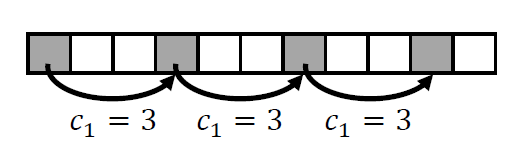 c₁ = 3 c₁ = 3 c₁ = 3